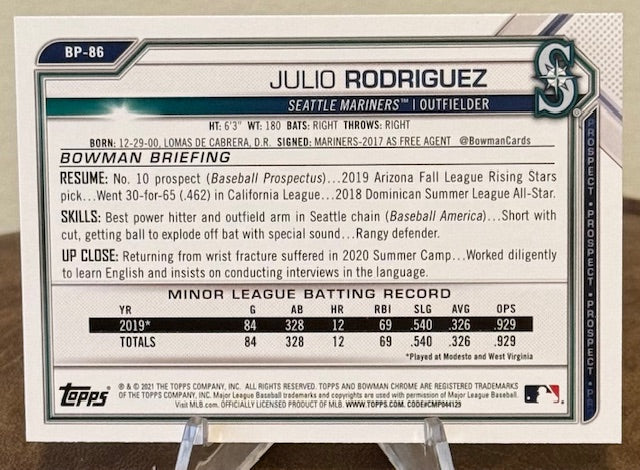 BP-86
JULIO RODRIGUEZ
SEATTLE MARINERS™ | OUTFIELDER
S
HT: 6'3" WT: 180 BATS: RIGHT THROWS: RIGHT
BORN: 12-29-00, LOMAS DE CABRERA, D.R. SIGNED: MARINERS-2017 AS FREE AGENT @BowmanCards
BOWMAN BRIEFING
RESUME: No. 10 prospect (Baseball Prospectus)...2019 Arizona Fall League Rising Stars
pick...Went 30-for-65 (.462) in California League...2018 Dominican Summer League All-Star.
SKILLS: Best power hitter and outfield arm in Seattle chain (Baseball America)...Short with
cut, getting ball to explode off bat with special sound...Rangy defender.
UP CLOSE: Returning from wrist fracture suffered in 2020 Summer Camp...Worked diligently
to learn English and insists on conducting interviews in the language.
MINOR LEAGUE BATTING RECORD
YR G AB HR RBI SLG AVG OPS
2019* 84 328 12 69 .540 .326 .929
TOTALS 84 328 12 69 .540 .326 .929
*Played at Modesto and West Virginia
PROSPECT • PROSPECT • PROSPECT • PROSPECT • PR
Topps
® & © 2021 THE TOPPS COMPANY, INC. ALL RIGHTS RESERVED. TOPPS AND BOWMAN CHROME ARE REGISTERED TRADEMARKS
OF THE TOPPS COMPANY, INC. Major League Baseball trademarks and copyrights are used with permission of Major League Baseball.
Visit MLB.com. OFFICIALLY LICENSED PRODUCT OF MLB. WWW.TOPPS.COM. CODE#CMP044129